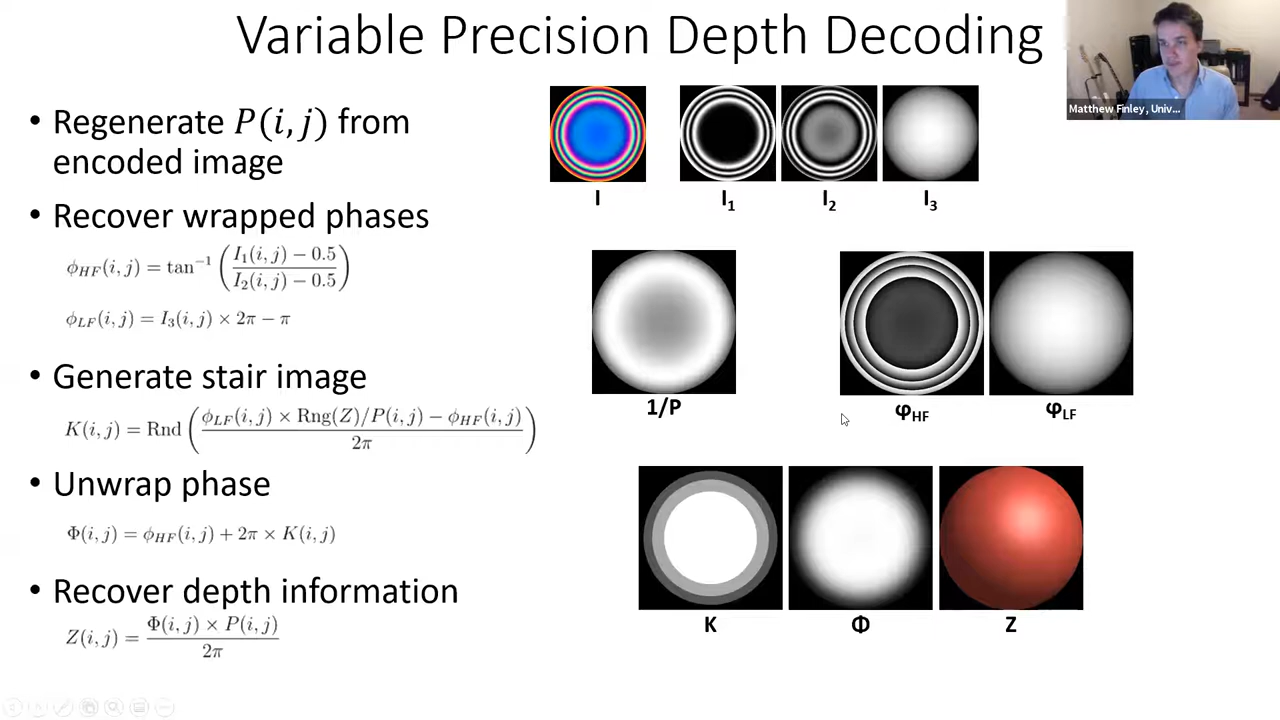 Variable Precision Depth Decoding
Matthew Finley, Univ...
• Regenerate P(i, j) from
encoded image
• Recover wrapped phases
ϕ_HF(i, j) = tan⁻¹ ( (I₁(i, j) − 0.5) / (I₂(i, j) − 0.5) )
ϕ_LF(i, j) = I₃(i, j) × 2π − π
• Generate stair image
K(i, j) = Rnd ( (ϕ_LF(i, j) × Rng(Z)/P(i, j) − ϕ_HF(i, j)) / 2π )
• Unwrap phase
Φ(i, j) = ϕ_HF(i, j) + 2π × K(i, j)
• Recover depth information
Z(i, j) = (Φ(i, j) × P(i, j)) / 2π
I I₁ I₂ I₃
1/P φ_HF φ_LF
K Φ Z